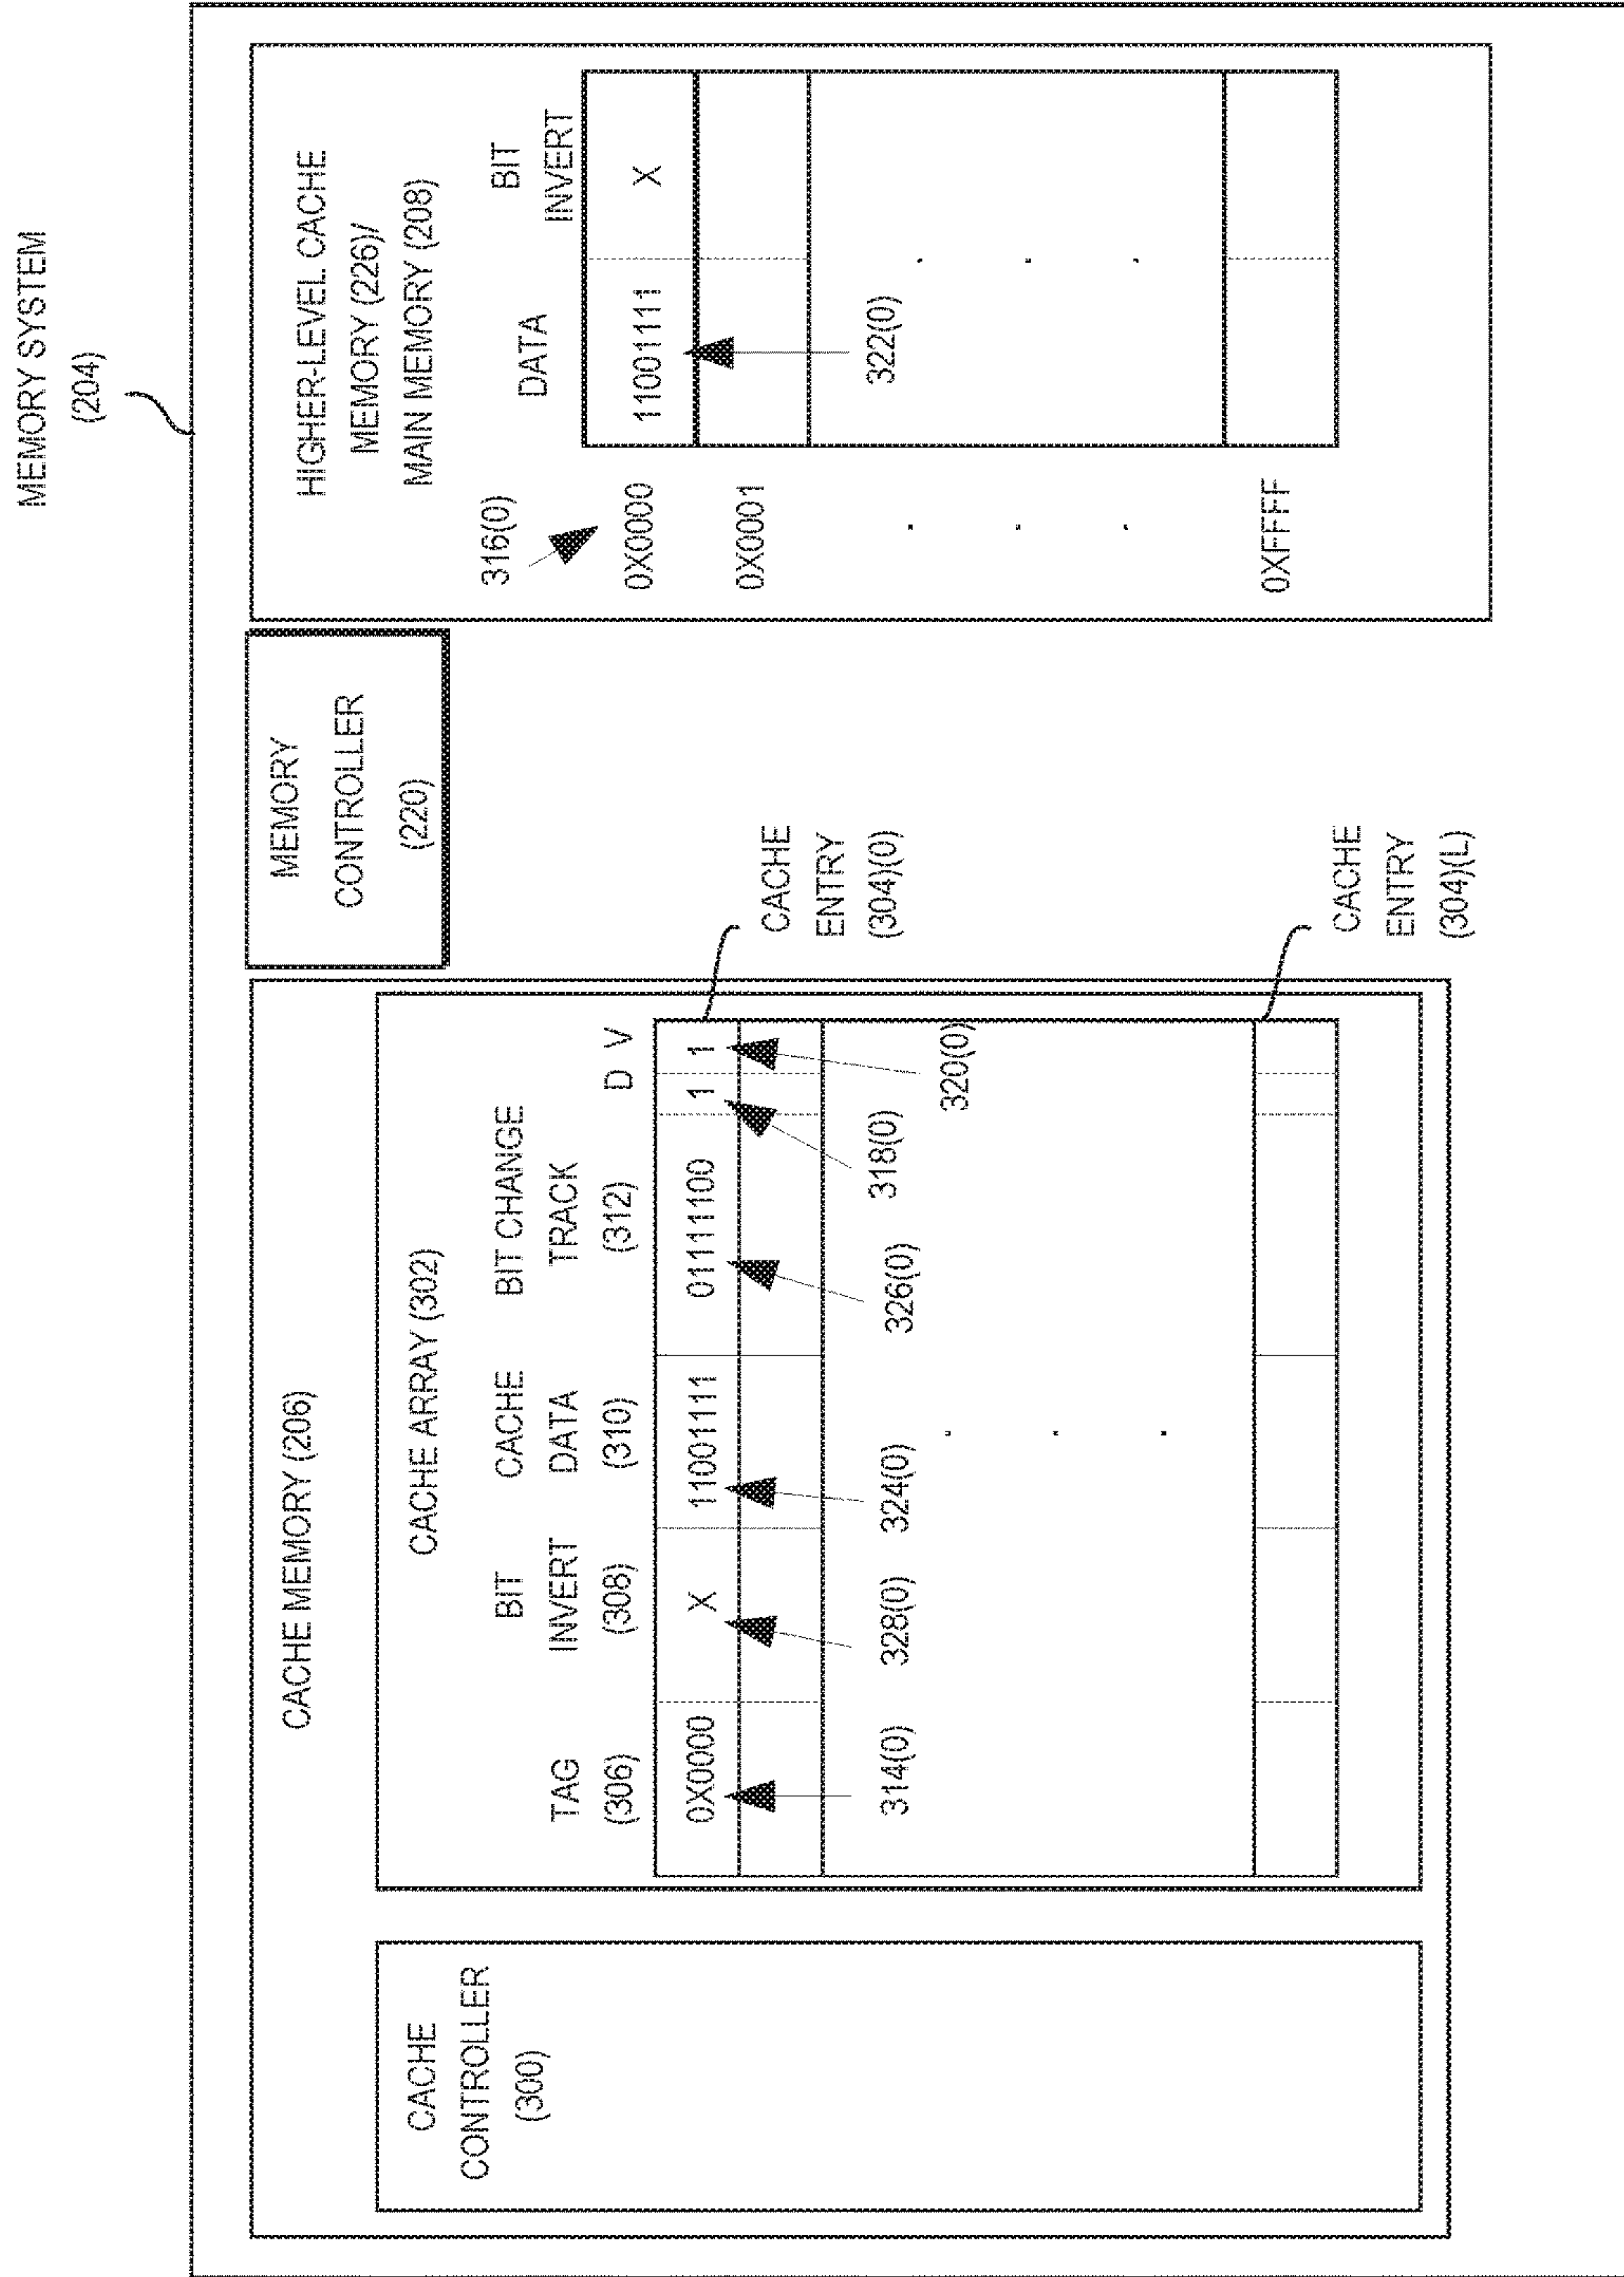 MEMORY SYSTEM
(204)
CACHE MEMORY (206)
CACHE
CONTROLLER
(300)
CACHE ARRAY (302)
TAG
(306)
BIT
INVERT
(308)
CACHE
DATA
(310)
BIT CHANGE
TRACK
(312)
D V
0X0000
X
11001111
01111100
1
1
314(0)
328(0)
324(0)
326(0)
318(0)
320(0)
. . .
CACHE
ENTRY
(304)(0)
CACHE
ENTRY
(304)(L)
MEMORY
CONTROLLER
(220)
HIGHER-LEVEL CACHE
MEMORY (226)/
MAIN MEMORY (208)
316(0)
DATA
BIT
INVERT
0X0000
11001111
X
0X0001
322(0)
. . .
. . .
0XFFFF